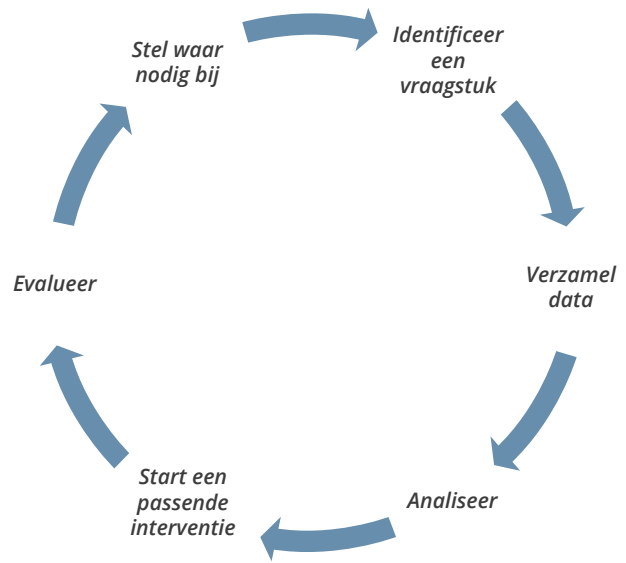 Identificeer
een
vraagstuk
Verzamel
data
Analiseer
Start een
passende
interventie
Evalueer
Stel waar
nodig bij